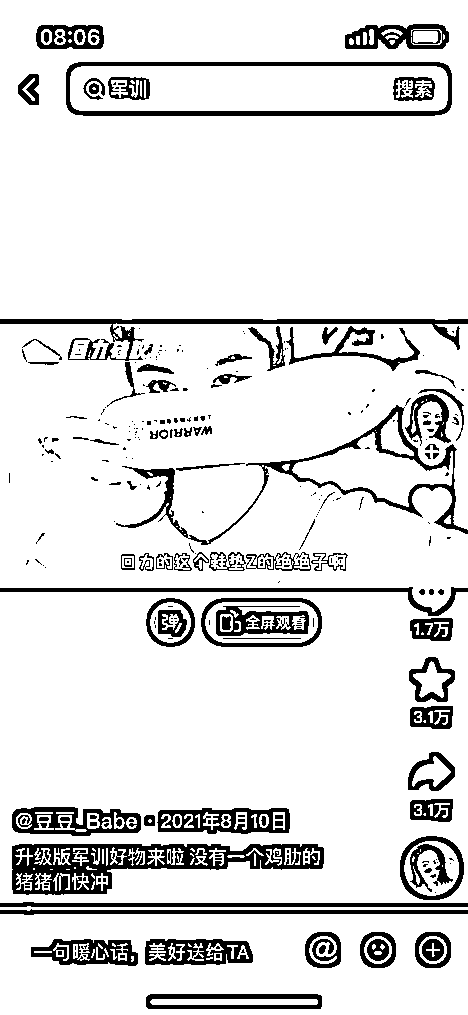 08:06
军训 搜索
WARRIOR
回力的这个鞋垫Z的绝绝子啊
弹 全屏观看
1.7万
3.1万
3.1万
@豆豆_Babe · 2021年8月10日
升级版军训好物来啦 没有一个鸡肋的
猪猪们快冲
一句暖心话，美好送给TA